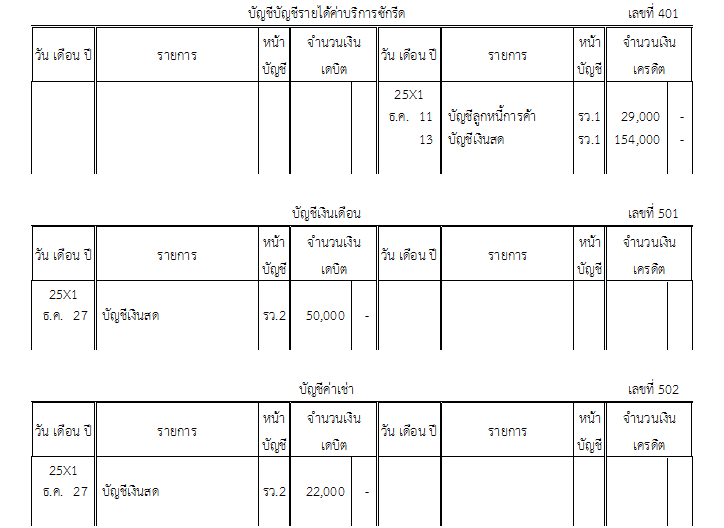 บัญชีบัญชีรายได้ค่าบริการซักรีด เลขที่ 401
วัน เดือน ปี รายการ หน้า บัญชี จำนวนเงิน เดบิต วัน เดือน ปี รายการ หน้า บัญชี จำนวนเงิน เครดิต
25X1
ธ.ค. 11 บัญชีลูกหนี้การค้า รว.1 29,000 -
13 บัญชีเงินสด รว.1 154,000 -
บัญชีเงินเดือน เลขที่ 501
วัน เดือน ปี รายการ หน้า บัญชี จำนวนเงิน เดบิต วัน เดือน ปี รายการ หน้า บัญชี จำนวนเงิน เครดิต
25X1
ธ.ค. 27 บัญชีเงินสด รว.2 50,000 -
บัญชีค่าเช่า เลขที่ 502
วัน เดือน ปี รายการ หน้า บัญชี จำนวนเงิน เดบิต วัน เดือน ปี รายการ หน้า บัญชี จำนวนเงิน เครดิต
25X1
ธ.ค. 27 บัญชีเงินสด รว.2 22,000 -